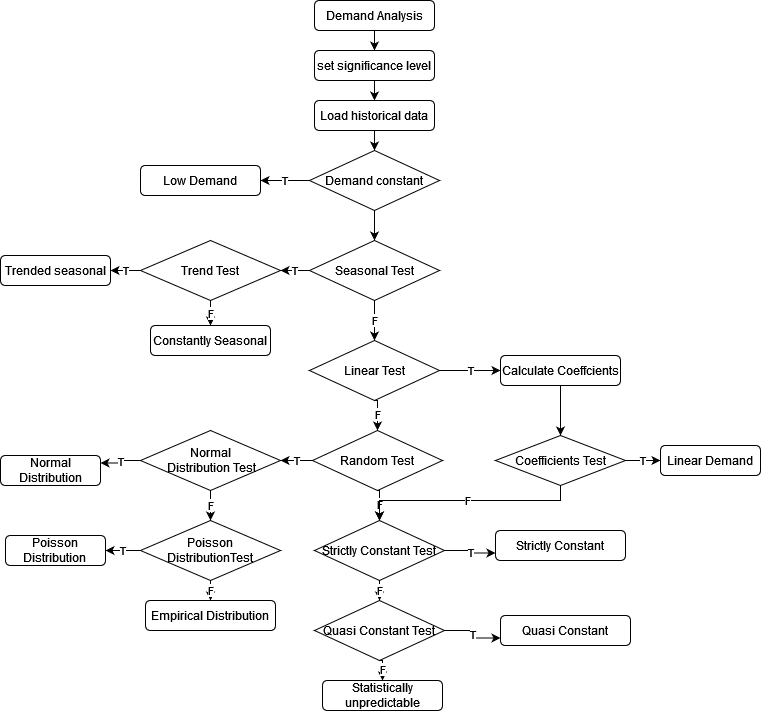 Demand Analysis
set significance level
Load historical data
Low Demand
T
Demand constant
Trended seasonal
T
Trend Test
T
Seasonal Test
F
F
Constantly Seasonal
Linear Test
T
Calculate Coeffcients
F
Normal
Distribution
T
Normal
Distribution Test
T
Random Test
Coefficients Test
T
Linear Demand
F
F
F
Poisson
Distribution
T
Poisson
DistributionTest
Strictly Constant Test
T
Strictly Constant
F
F
Empirical Distribution
Quasi Constant Test
T
Quasi Constant
F
Statistically
unpredictable